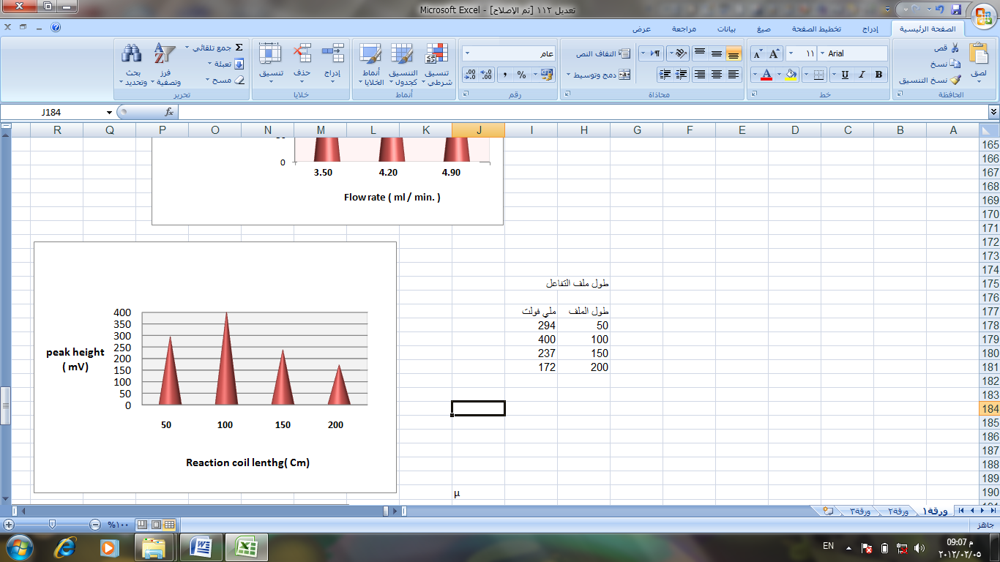 تعديل ١١٢ [تم الإصلاح] - Microsoft Excel
الصفحة الرئيسية إدراج تخطيط الصفحة صيغ بيانات مراجعة عرض
لصق
قص
نسخ
نسخ التنسيق
الحافظة
Arial ١١
خط
التفاف النص
دمج وتوسيط
محاذاة
عام
رقم
تنسيق شرطي
التنسيق كجدول
أنماط الخلايا
أنماط
إدراج
حذف
تنسيق
خلايا
جمع تلقائي
تعبئة
مسح
فرز وتصفية
بحث وتحديد
تحرير
J184
fx
R Q P O N M L K J I H G F E D C B A
165
166
167
168
169
170
171
172
173
174
175
176
177
178
179
180
181
182
183
184
185
186
187
188
189
190
0
3.50 4.20 4.90
Flow rate ( ml / min. )
400
350
300
250
200
150
100
50
0
peak height
( mV)
50 100 150 200
Reaction coil lenthg( Cm)
طول ملف التفاعل
طول الملف ملي فولت
50 294
100 400
150 237
200 172
µ
ورقة١ ورقة٢ ورقة٣
جاهز
%١٠٠
EN
09:07 م
٢٠١٢/٠٢/٠٥